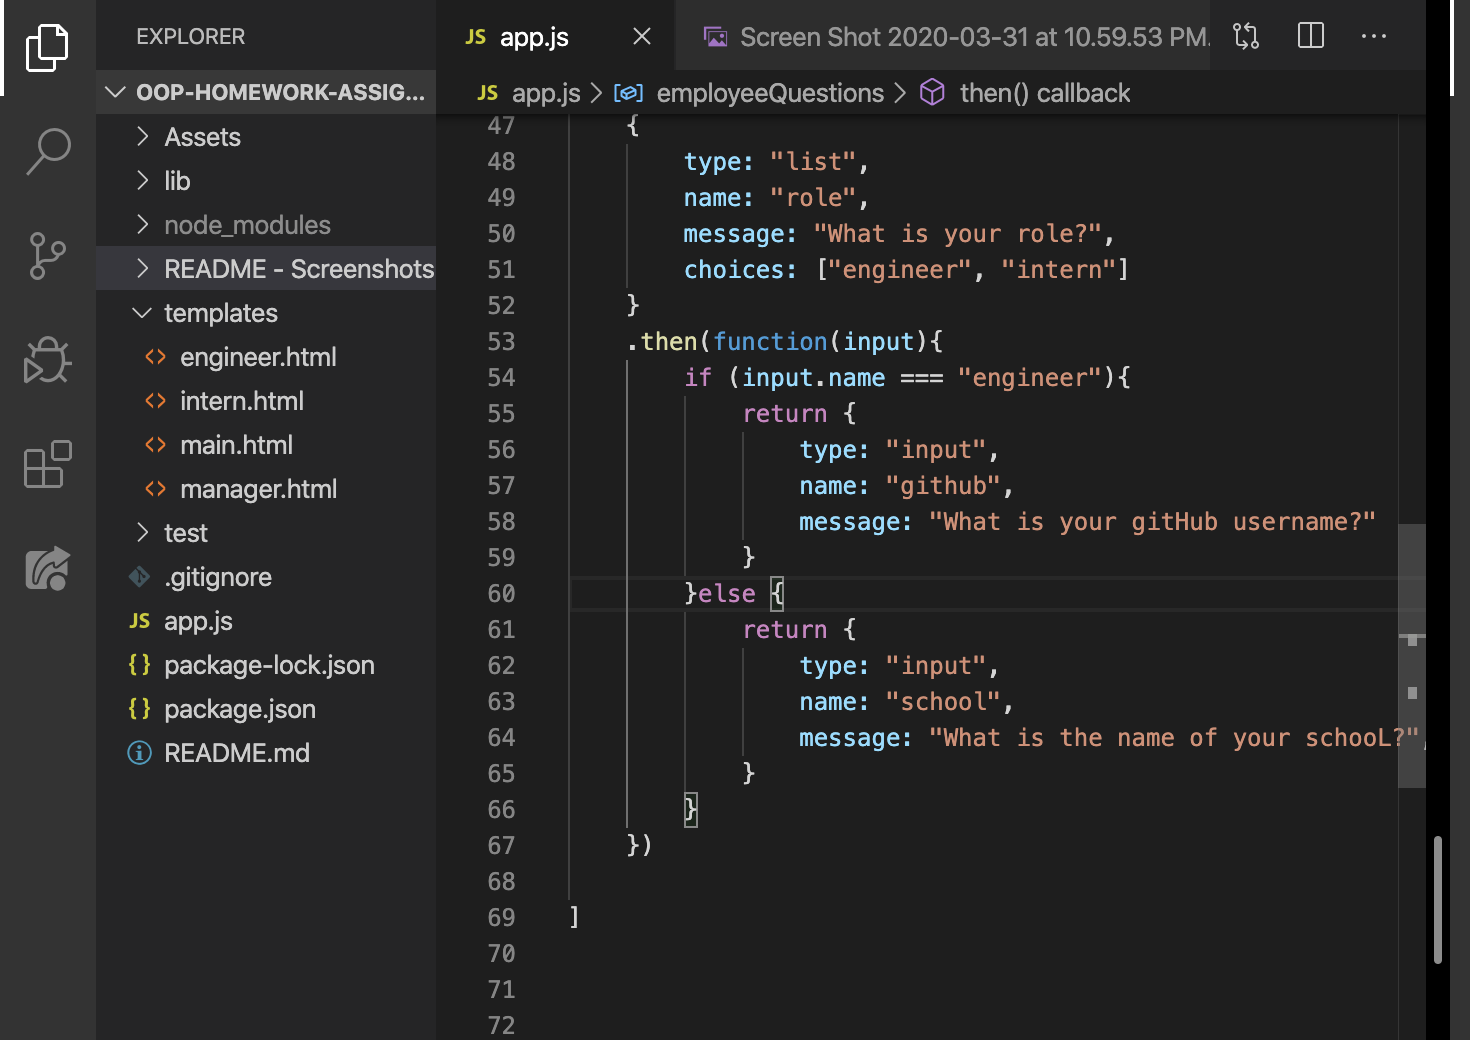 EXPLORER
OOP-HOMEWORK-ASSIG...
Assets
lib
node_modules
README - Screenshots
templates
<> engineer.html
<> intern.html
<> main.html
<> manager.html
test
.gitignore
JS app.js
{} package-lock.json
{} package.json
README.md
JS app.js
Screen Shot 2020-03-31 at 10.59.53 PM.
JS app.js > employeeQuestions > then() callback
47 {
48 type: "list",
49 name: "role",
50 message: "What is your role?",
51 choices: ["engineer", "intern"]
52 }
53 .then(function(input){
54 if (input.name === "engineer"){
55 return {
56 type: "input",
57 name: "github",
58 message: "What is your gitHub username?"
59 }
60 }else {
61 return {
62 type: "input",
63 name: "school",
64 message: "What is the name of your schooL?",
65 }
66 }
67 })
68
69 ]
70
71
72